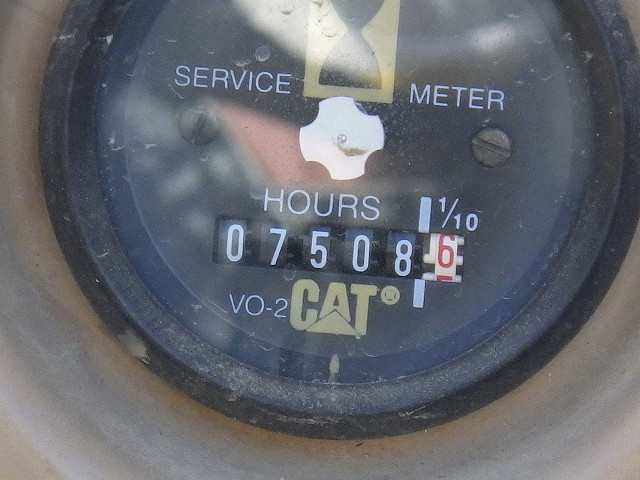 SERVICE METER
HOURS 1/10
075086
VO-2 CAT®